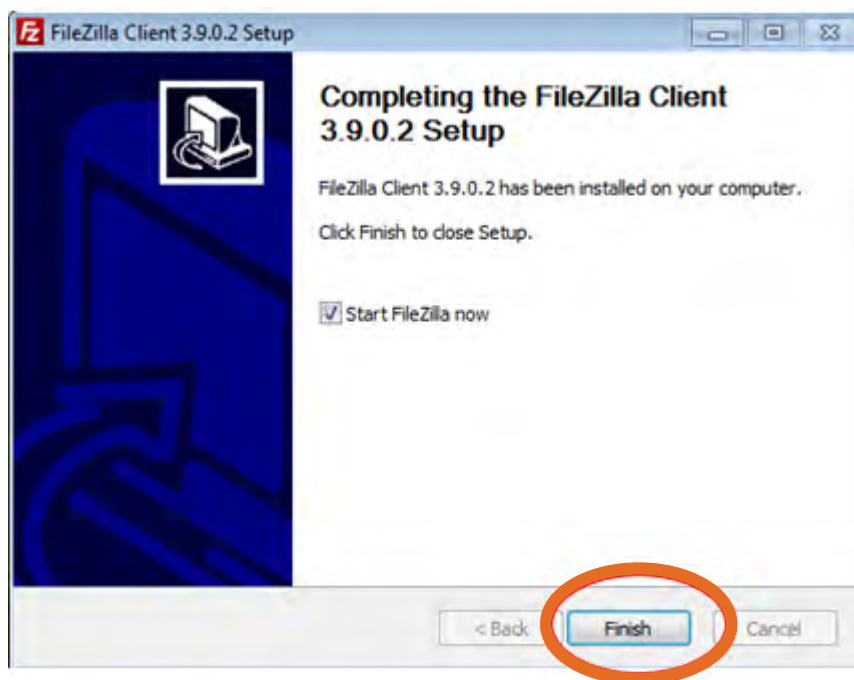 FileZilla Client 3.9.0.2 Setup
Completing the FileZilla Client
3.9.0.2 Setup
FileZilla Client 3.9.0.2 has been installed on your computer.
Click Finish to close Setup.
Start FileZilla now
< Back Finish Cancel